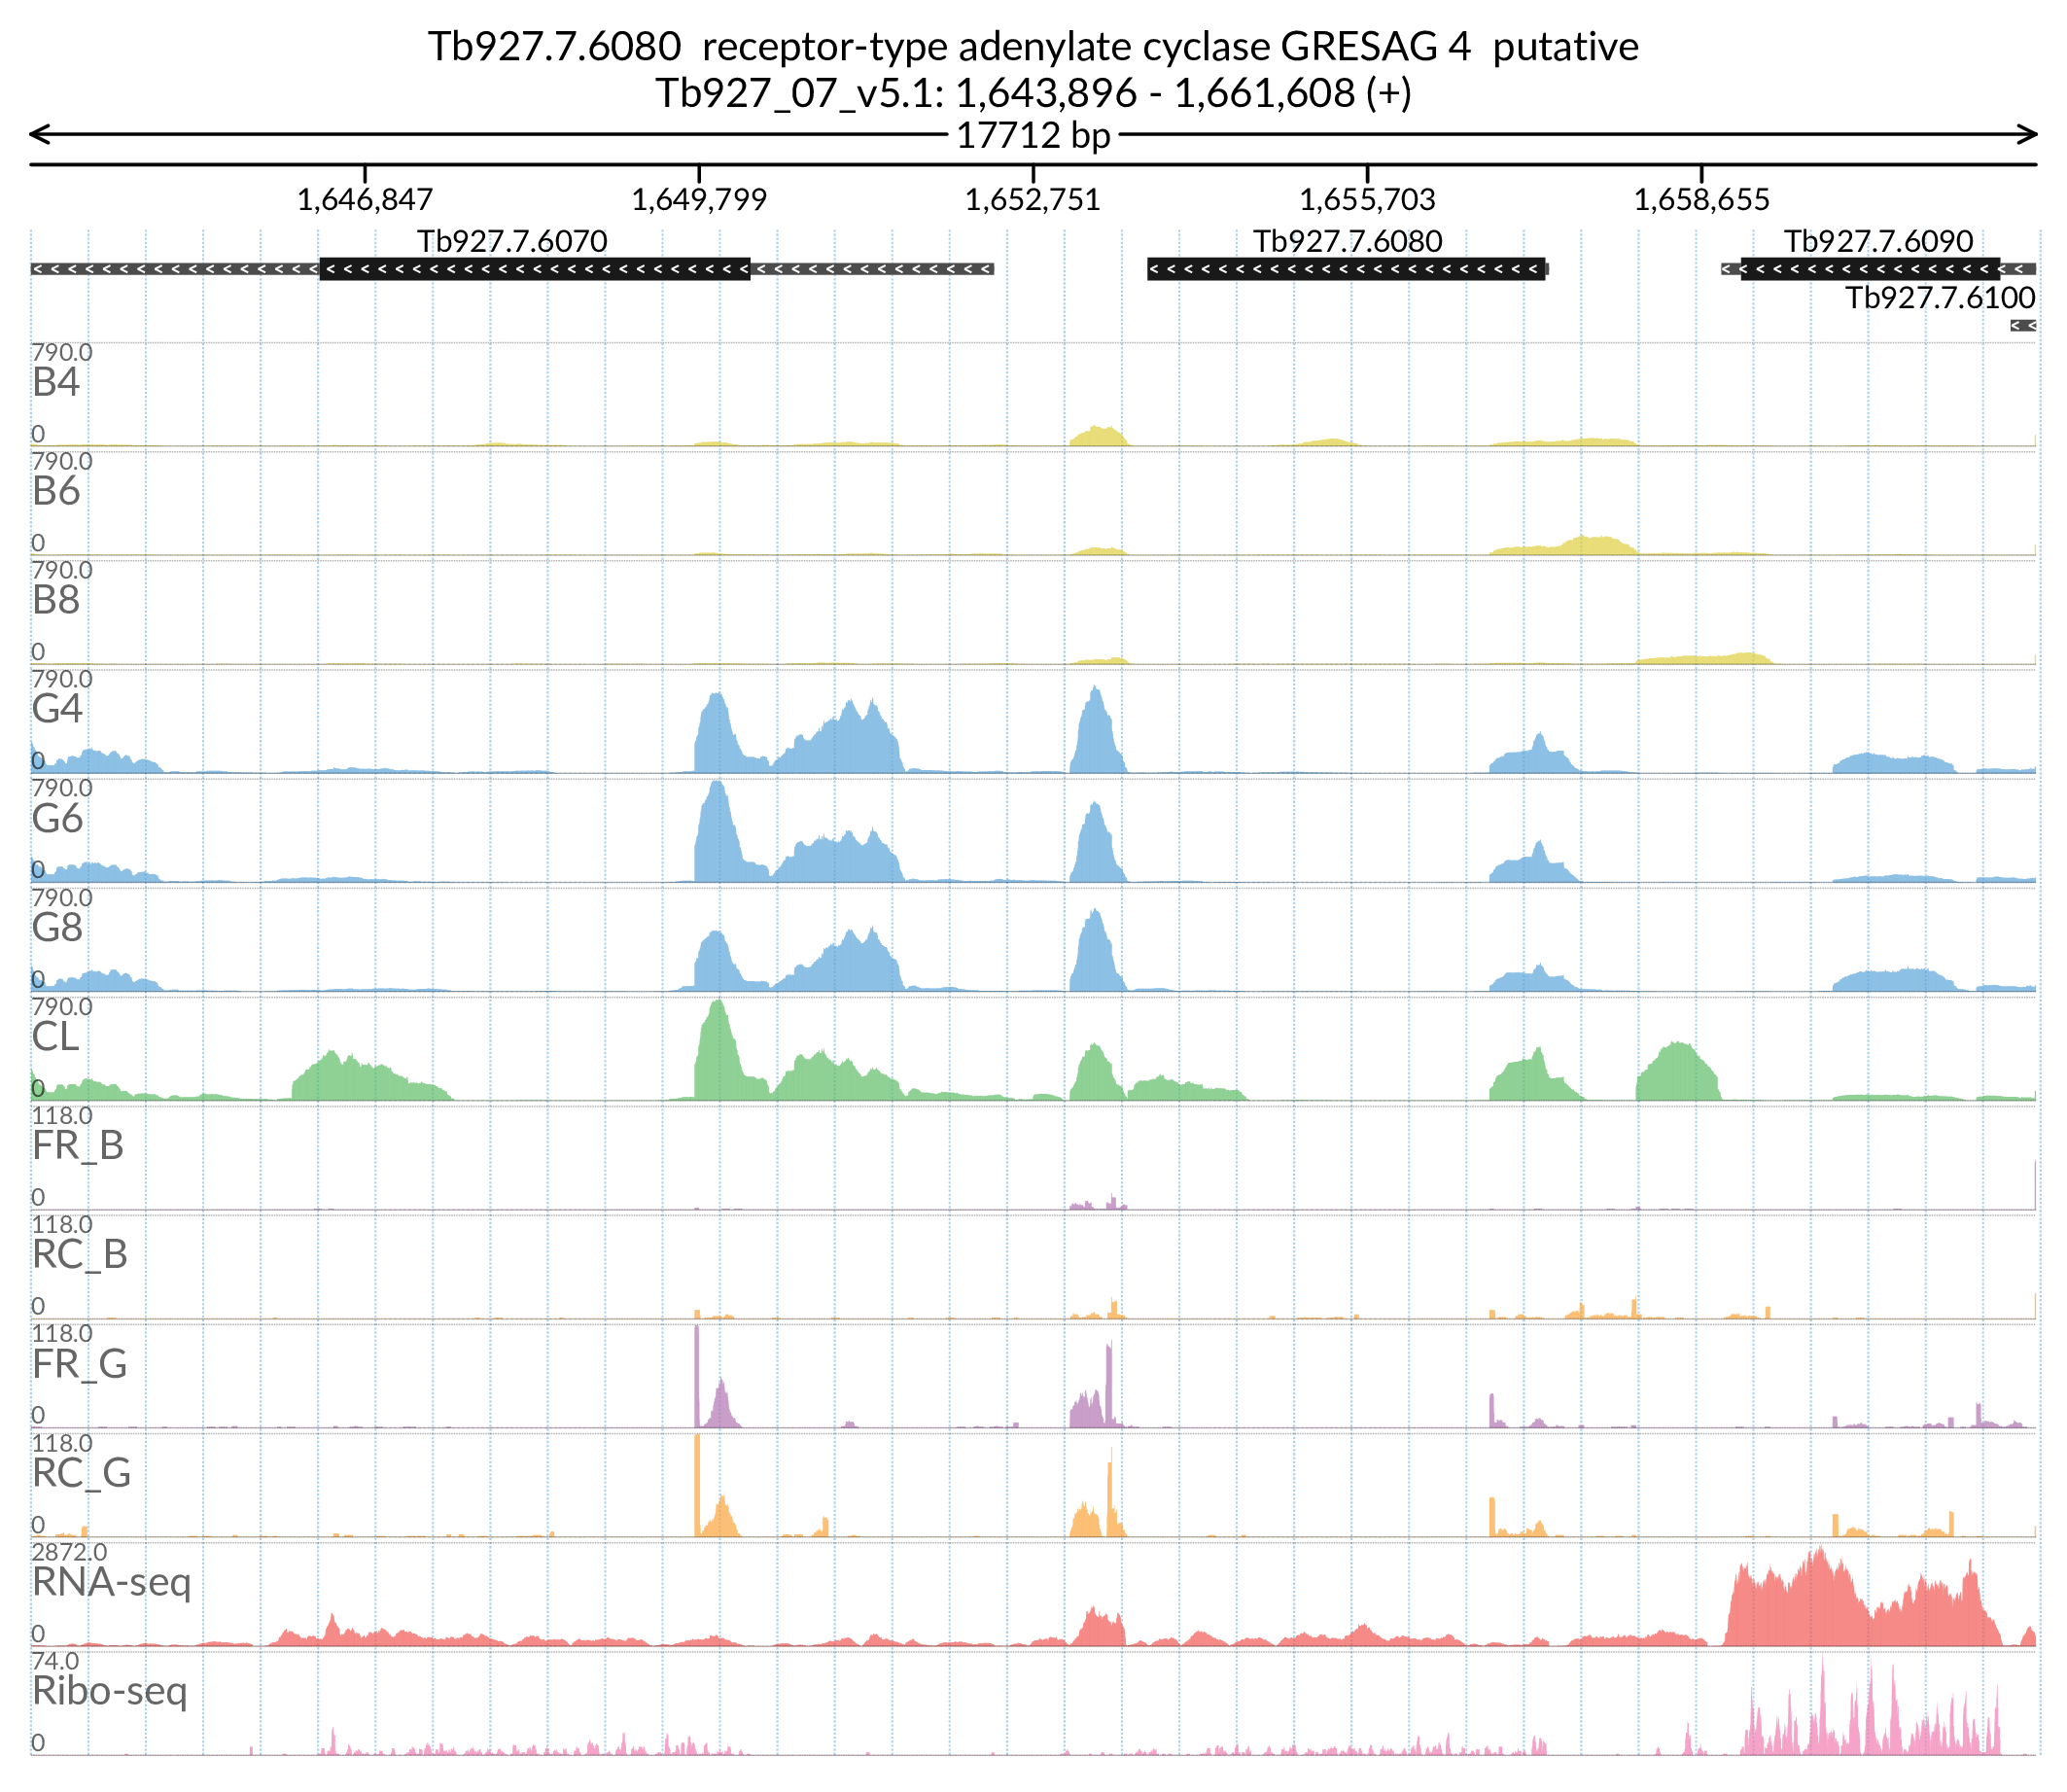 Tb927.7.6080  receptor-type adenylate cyclase GRESAG 4  putative
Tb927_07_v5.1: 1,643,896 - 1,661,608 (+)
17712 bp
1,646,847 1,649,799 1,652,751 1,655,703 1,658,655
Tb927.7.6070 Tb927.7.6080 Tb927.7.6090
Tb927.7.6100
790.0
B4
0
790.0
B6
0
790.0
B8
0
790.0
G4
0
790.0
G6
0
790.0
G8
0
790.0
CL
0
118.0
FR_B
0
118.0
RC_B
0
118.0
FR_G
0
118.0
RC_G
0
2872.0
RNA-seq
0
74.0
Ribo-seq
0